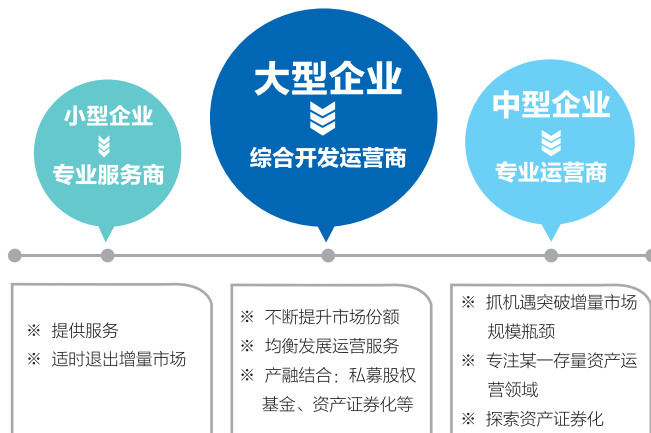 小型企业
专业服务商
大型企业
综合开发运营商
中型企业
专业运营商
※ 提供服务
※ 适时退出增量市场
※ 不断提升市场份额
※ 均衡发展运营服务
※ 产融结合：私募股权
基金、资产证券化等
※ 抓机遇突破增量市场
规模瓶颈
※ 专注某一存量资产运
营领域
※ 探索资产证券化